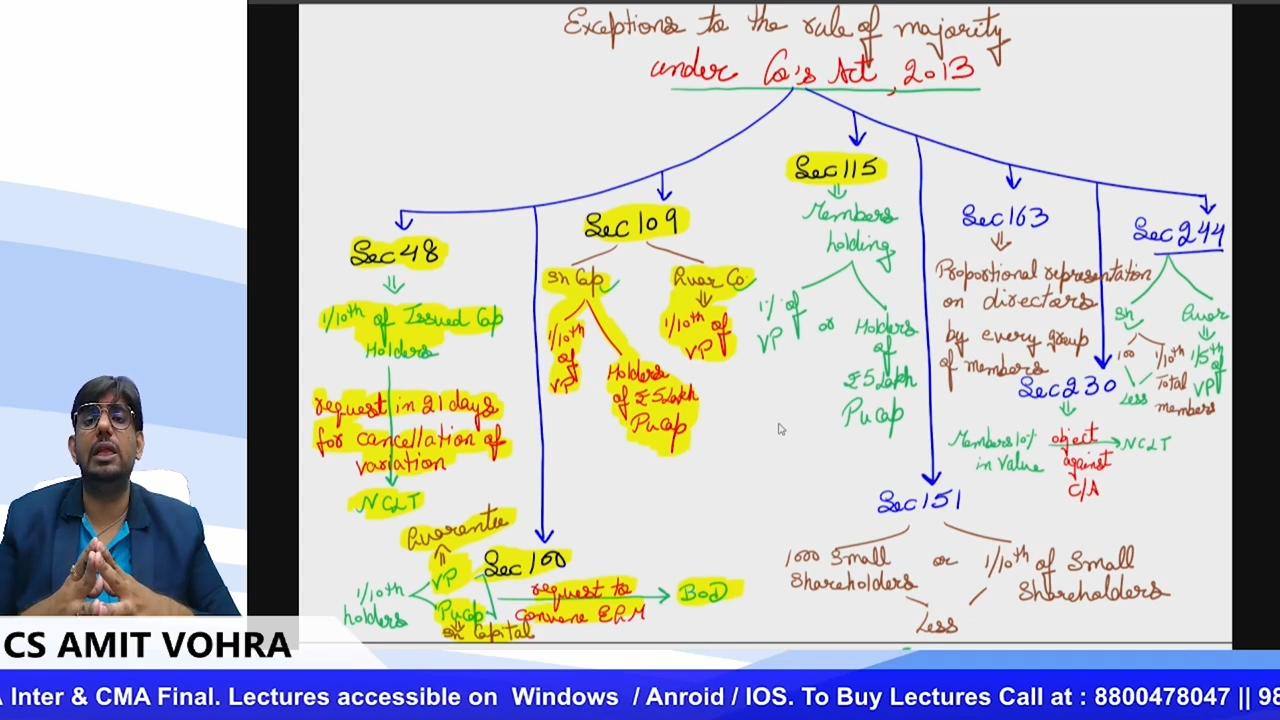 Exceptions to the rule of majority
under Co's Act, 2013
Sec 48
1/10th of Issued Cap
Holders
request in 21 days
for cancellation of
variation
NCLT
Sec 100
Guarantee
VP
1/10th
holders
Pucap
Sh Capital
request to
convene EGM
BOD
Sec 109
Sh Cap
1/10th
of
VP
Holders
of ₹5 Lakh
Pucap
Guar Co.
1/10th of
VP
Sec 115
Members
holding
1% of
VP
or
Holders
of
₹5 Lakh
Pucap
Sec 151
1000 Small
Shareholders
or
1/10th of Small
Shareholders
Less
Sec 163
Proportional representation
on directors
by every group
of members
Sec 230
Members 10%
in Value
object
against
C/A
NCLT
Sec 244
Sh
100
1/10th
Total
members
Less
Guar
1/5th
of
VP
CS AMIT VOHRA
A Inter & CMA Final. Lectures accessible on Windows / Anroid / IOS. To Buy Lectures Call at : 8800478047 || 98